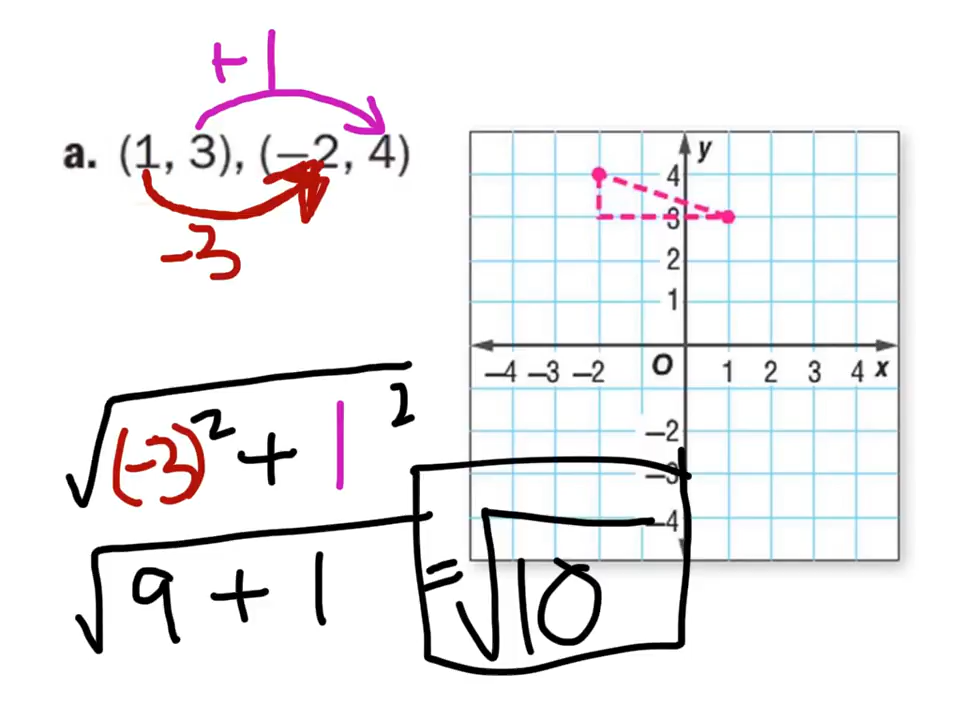 +1
a. (1, 3), (−2, 4)
-3
y
4
3
2
1
−4 −3 −2 O 1 2 3 4 x
−2
−3
−4
√(-3)² + 1²
√9 + 1 = √10